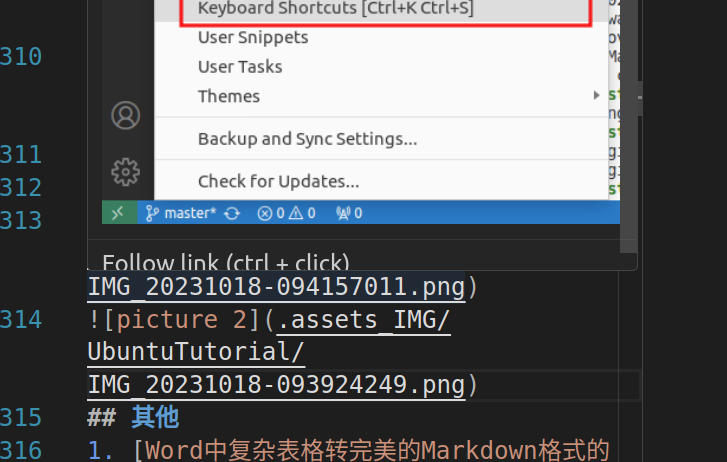 Keyboard Shortcuts [Ctrl+K Ctrl+S]
310
User Snippets
User Tasks
Themes
311
Backup and Sync Settings...
312
Check for Updates...
313
master* 0 0 0
Follow link (ctrl + click)
IMG_20231018-094157011.png)
314 ![picture 2](.assets_IMG/
UbuntuTutorial/
IMG_20231018-093924249.png)
315 ## 其他
316 1. [Word中复杂表格转完美的Markdown格式的